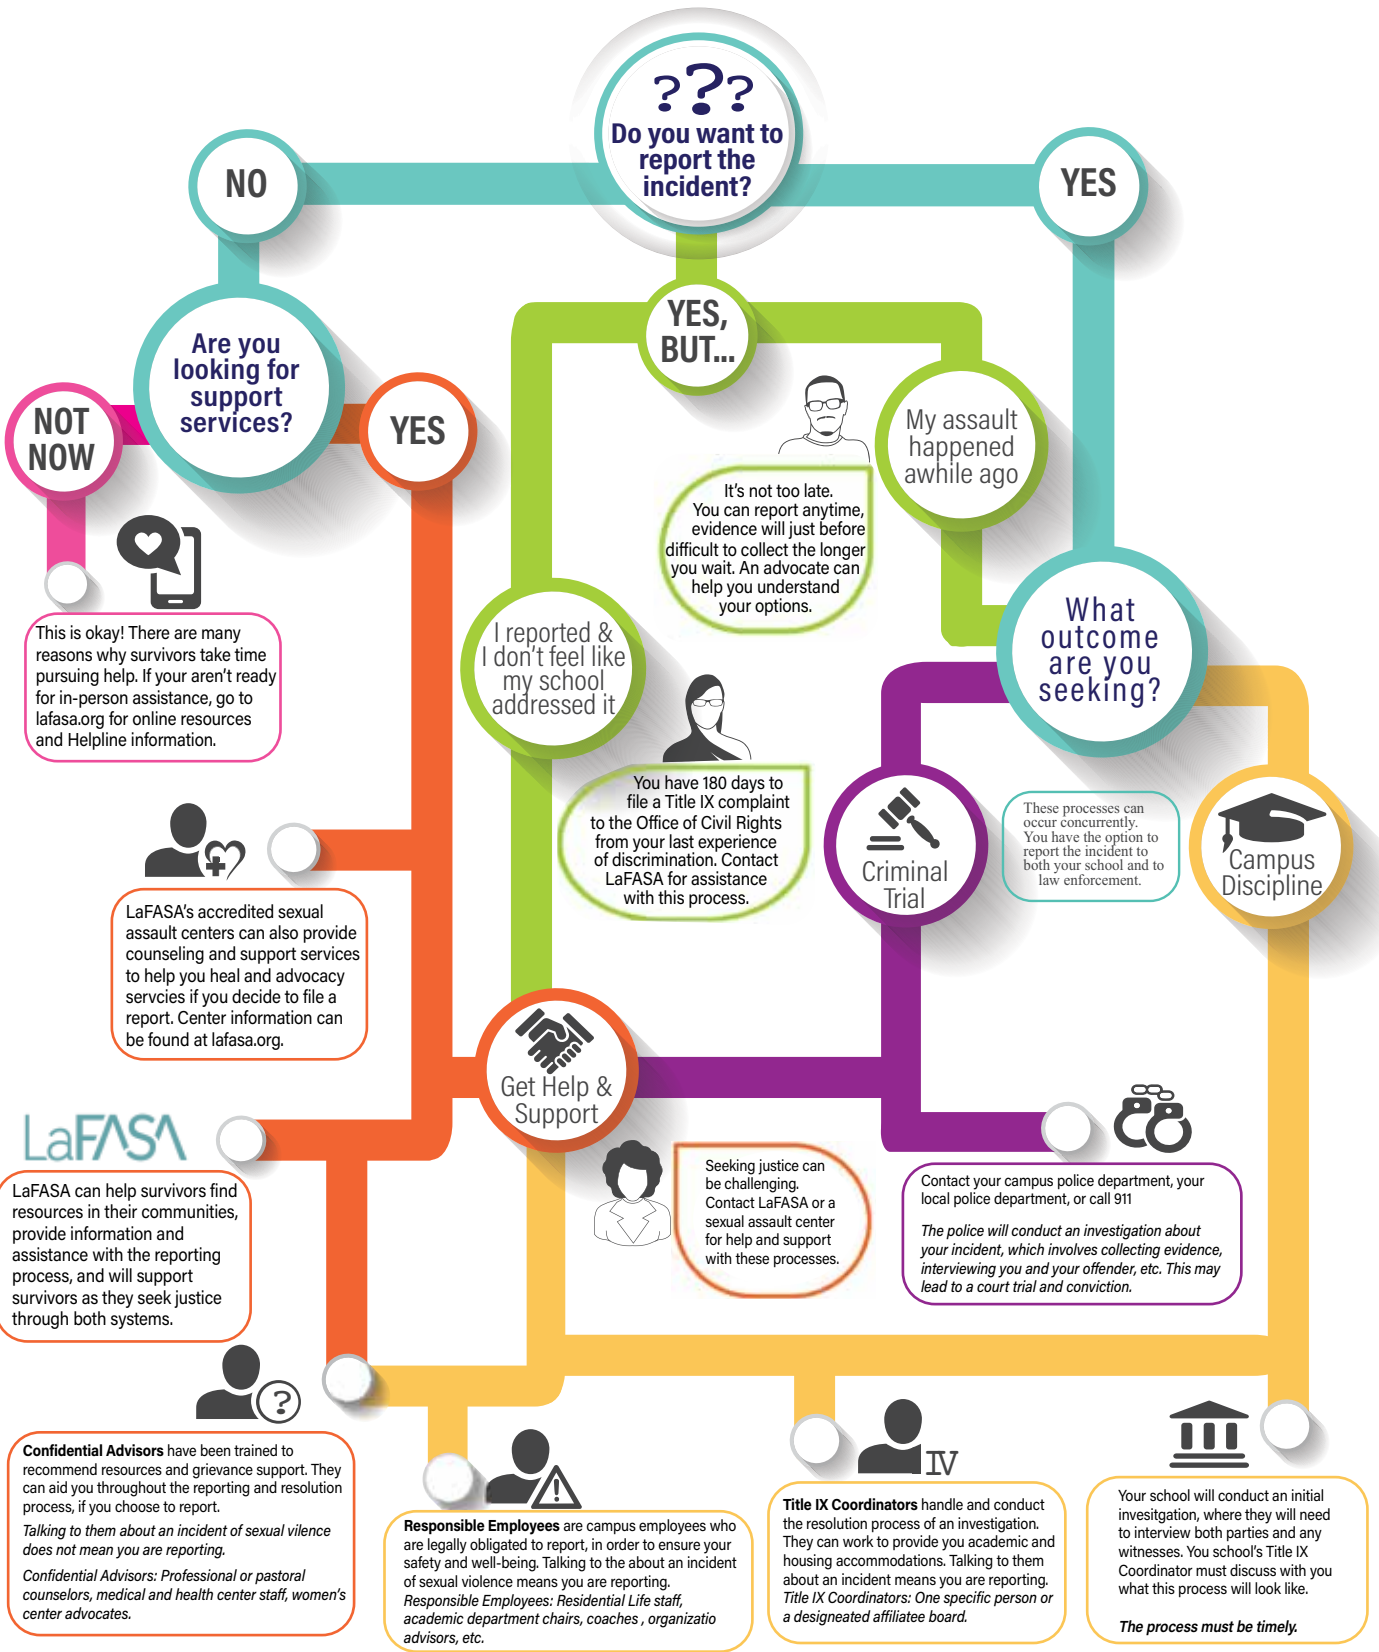 ???
Do you want to
report the
incident?
NO
YES
YES,
BUT...
Are you
looking for
support
services?
NOT
NOW
YES
My assault
happened
awhile ago
It's not too late.
You can report anytime,
evidence will just before
difficult to collect the longer
you wait. An advocate can
help you understand
your options.
This is okay! There are many
reasons why survivors take time
pursuing help. If your aren't ready
for in-person assistance, go to
lafasa.org for online resources
and Helpline information.
I reported &
I don't feel like
my school
addressed it
What
outcome
are you
seeking?
You have 180 days to
file a Title IX complaint
to the Office of Civil Rights
from your last experience
of discrimination. Contact
LaFASA for assistance
with this process.
Criminal
Trial
These processes can
occur concurrently.
You have the option to
report the incident to
both your school and to
law enforcement.
Campus
Discipline
LaFASA's accredited sexual
assault centers can also provide
counseling and support services
to help you heal and advocacy
servcies if you decide to file a
report. Center information can
be found at lafasa.org.
Get Help &
Support
LaFASA
LaFASA can help survivors find
resources in their communities,
provide information and
assistance with the reporting
process, and will support
survivors as they seek justice
through both systems.
Seeking justice can
be challenging.
Contact LaFASA or a
sexual assault center
for help and support
with these processes.
Contact your campus police department, your
local police department, or call 911
The police will conduct an investigation about
your incident, which involves collecting evidence,
interviewing you and your offender, etc. This may
lead to a court trial and conviction.
?
Confidential Advisors have been trained to
recommend resources and grievance support. They
can aid you throughout the reporting and resolution
process, if you choose to report.
Talking to them about an incident of sexual vilence
does not mean you are reporting.
Confidential Advisors: Professional or pastoral
counselors, medical and health center staff, women's
center advocates.
Responsible Employees are campus employees who
are legally obligated to report, in order to ensure your
safety and well-being. Talking to the about an incident
of sexual violence means you are reporting.
Responsible Employees: Residential Life staff,
academic department chairs, coaches , organizatio
advisors, etc.
IV
Title IX Coordinators handle and conduct
the resolution process of an investigation.
They can work to provide you academic and
housing accommodations. Talking to them
about an incident means you are reporting.
Title IX Coordinators: One specific person or
a designeated affiliatee board.
Your school will conduct an initial
invesitgation, where they will need
to interview both parties and any
witnesses. You school's Title IX
Coordinator must discuss with you
what this process will look like.
The process must be timely.